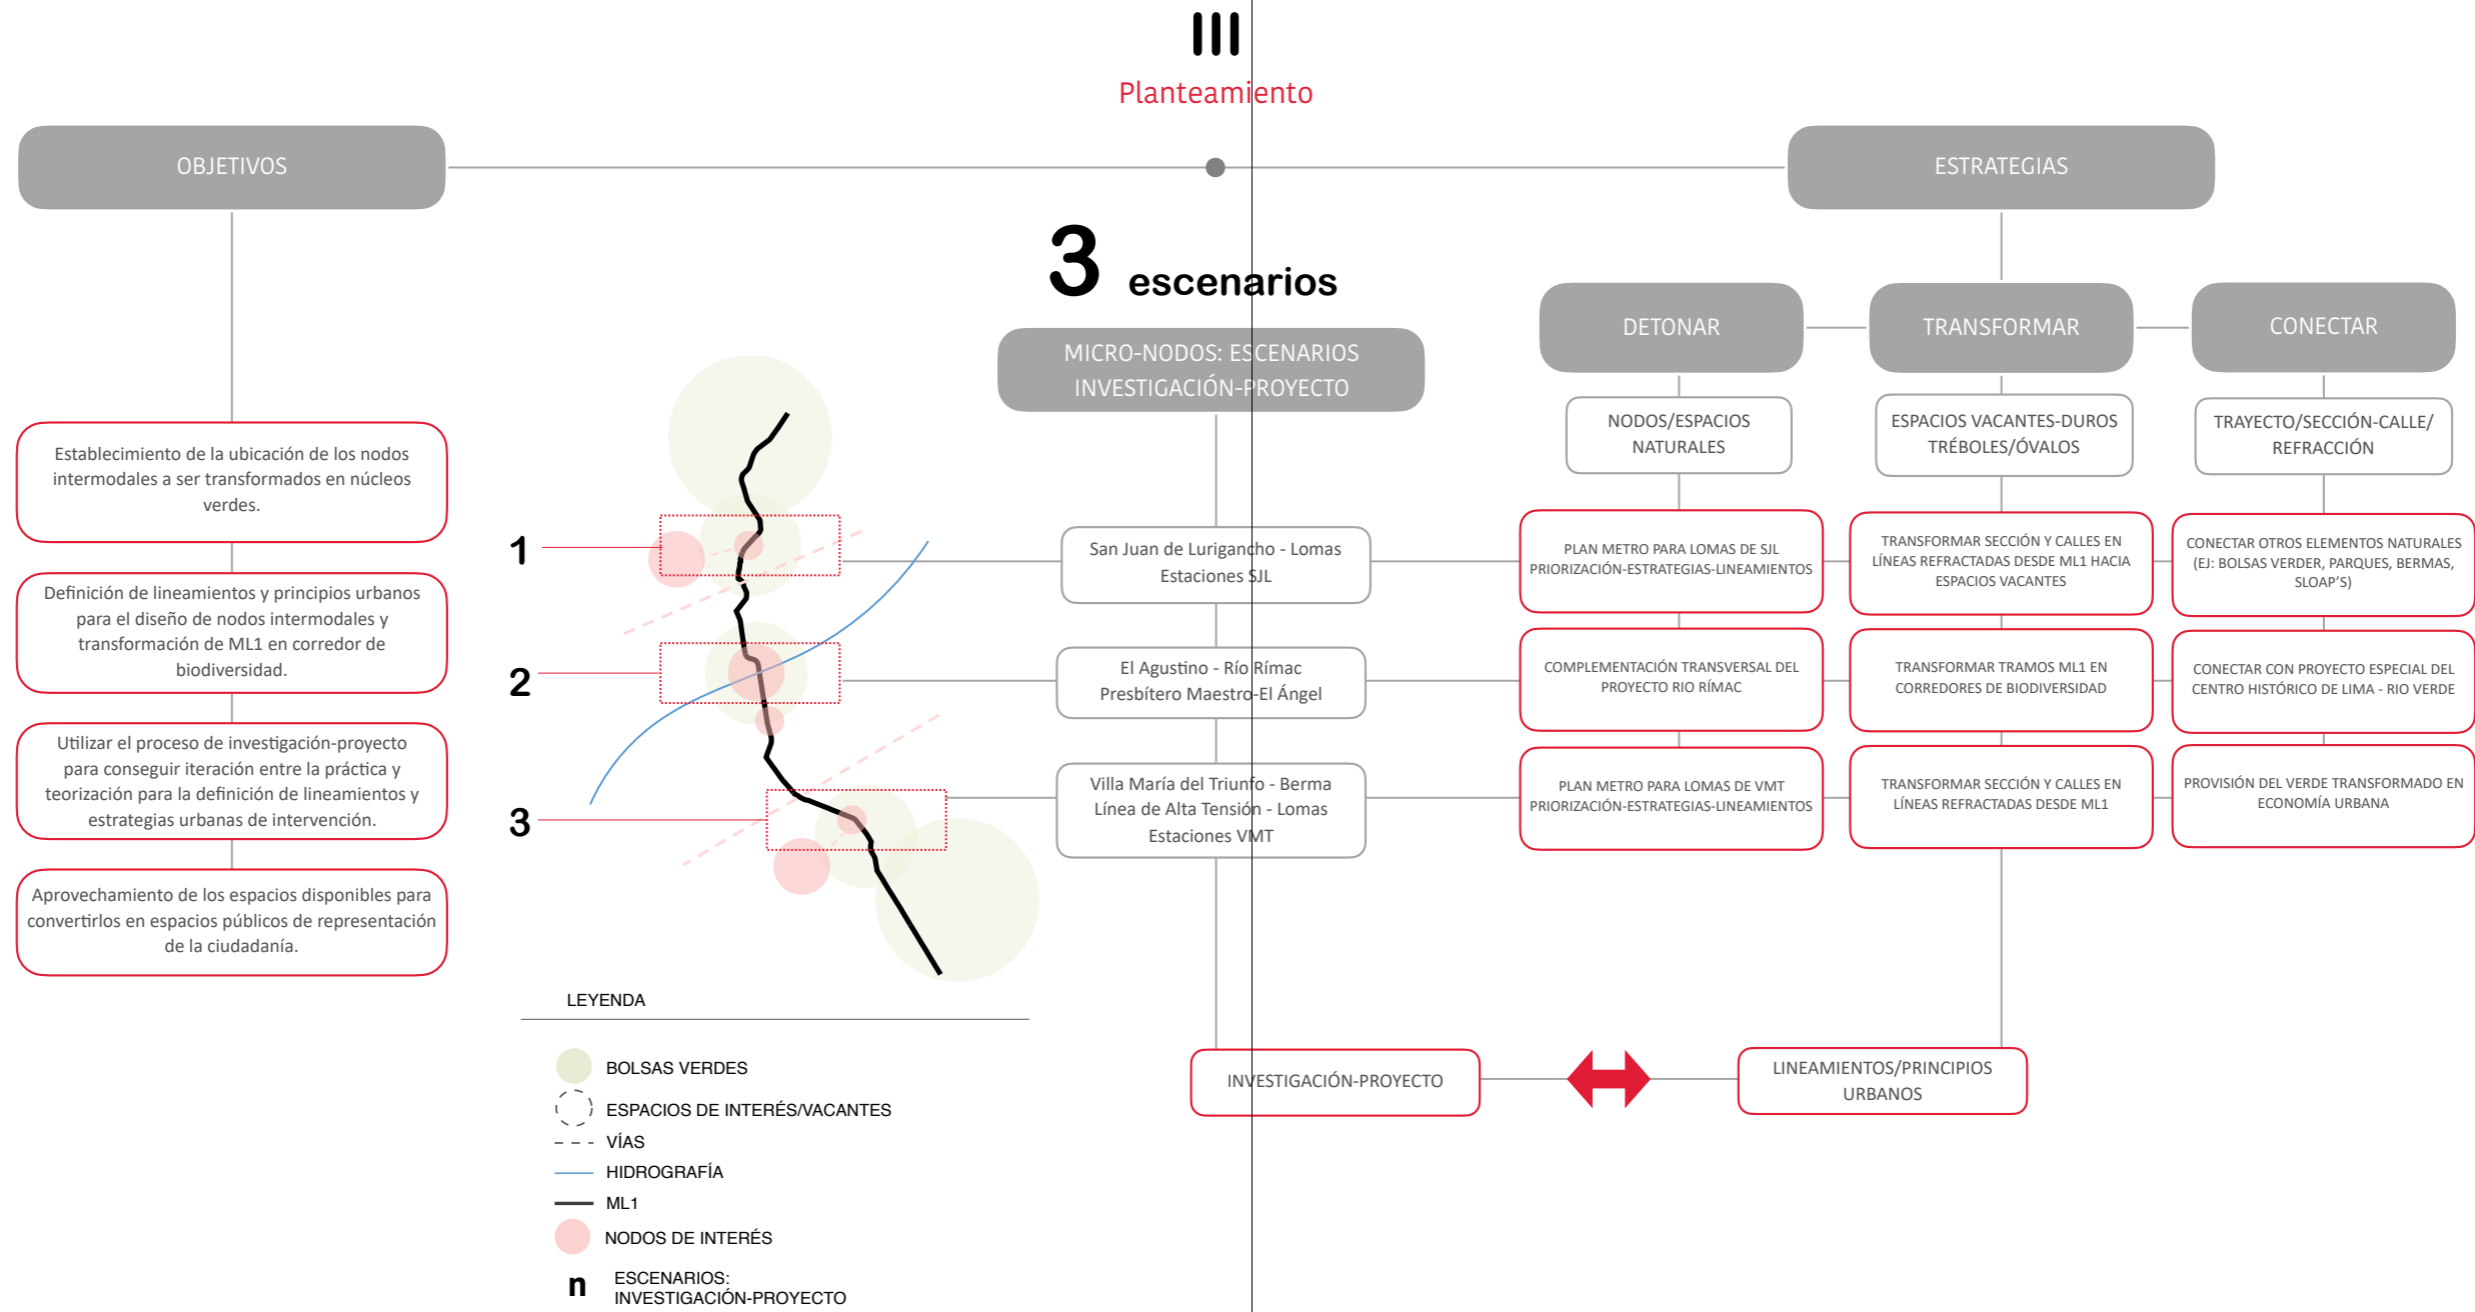 III
Planteamiento
OBJETIVOS
ESTRATEGIAS
Establecimiento de la ubicación de los nodos
intermodales a ser transformados en núcleos
verdes.
Definición de lineamientos y principios urbanos
para el diseño de nodos intermodales y
transformación de ML1 en corredor de
biodiversidad.
Utilizar el proceso de investigación-proyecto
para conseguir iteración entre la práctica y
teorización para la definición de lineamientos y
estrategias urbanas de intervención.
Aprovechamiento de los espacios disponibles para
convertirlos en espacios públicos de representación
de la ciudadanía.
1
2
3
3 escenarios
MICRO-NODOS: ESCENARIOS
INVESTIGACIÓN-PROYECTO
San Juan de Lurigancho - Lomas
Estaciones SJL
El Agustino - Río Rímac
Presbítero Maestro-El Ángel
Villa María del Triunfo - Berma
Línea de Alta Tensión - Lomas
Estaciones VMT
DETONAR
NODOS/ESPACIOS
NATURALES
PLAN METRO PARA LOMAS DE SJL
PRIORIZACIÓN-ESTRATEGIAS-LINEAMIENTOS
COMPLEMENTACIÓN TRANSVERSAL DEL
PROYECTO RIO RÍMAC
PLAN METRO PARA LOMAS DE VMT
PRIORIZACIÓN-ESTRATEGIAS-LINEAMIENTOS
TRANSFORMAR
ESPACIOS VACANTES-DUROS
TRÉBOLES/ÓVALOS
TRANSFORMAR SECCIÓN Y CALLES EN
LÍNEAS REFRACTADAS DESDE ML1 HACIA
ESPACIOS VACANTES
TRANSFORMAR TRAMOS ML1 EN
CORREDORES DE BIODIVERSIDAD
TRANSFORMAR SECCIÓN Y CALLES EN
LÍNEAS REFRACTADAS DESDE ML1
CONECTAR
TRAYECTO/SECCIÓN-CALLE/
REFRACCIÓN
CONECTAR OTROS ELEMENTOS NATURALES
(EJ: BOLSAS VERDER, PARQUES, BERMAS,
SLOAP'S)
CONECTAR CON PROYECTO ESPECIAL DEL
CENTRO HISTÓRICO DE LIMA - RIO VERDE
PROVISIÓN DEL VERDE TRANSFORMADO EN
ECONOMÍA URBANA
INVESTIGACIÓN-PROYECTO
LINEAMIENTOS/PRINCIPIOS
URBANOS
LEYENDA
BOLSAS VERDES
ESPACIOS DE INTERÉS/VACANTES
VÍAS
HIDROGRAFÍA
ML1
NODOS DE INTERÉS
n ESCENARIOS:
INVESTIGACIÓN-PROYECTO